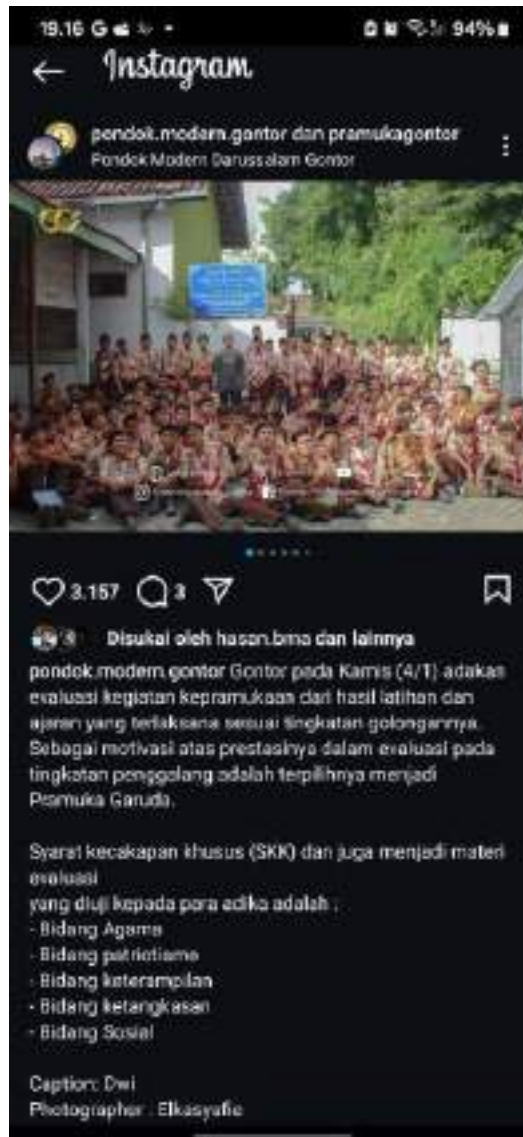 19.16 G
94%
Instagram
pondok.modern.gontor dan pramukagontor
Pondok Modern Darussalam Gontor
3.157
3
Disukai oleh hasan.bma dan lainnya
pondok.modern.gontor Gontor pada Kamis (4/1) adakan
evaluasi kegiatan kepramukaan dari hasil latihan dan
ajaran yang terlaksana sesuai tingkatan golongannya.
Sebagai motivasi atas prestasinya dalam evaluasi pada
tingkatan penggalang adalah terpilihnya menjadi
Pramuka Garuda.
Syarat kecakapan khusus (SKK) dan juga menjadi materi
evaluasi
yang diuji kepada para adika adalah :
- Bidang Agama
- Bidang patriotisme
- Bidang keterampilan
- Bidang ketangkasan
- Bidang Sosial
Caption: Dwi
Photographer : Elkasyafie